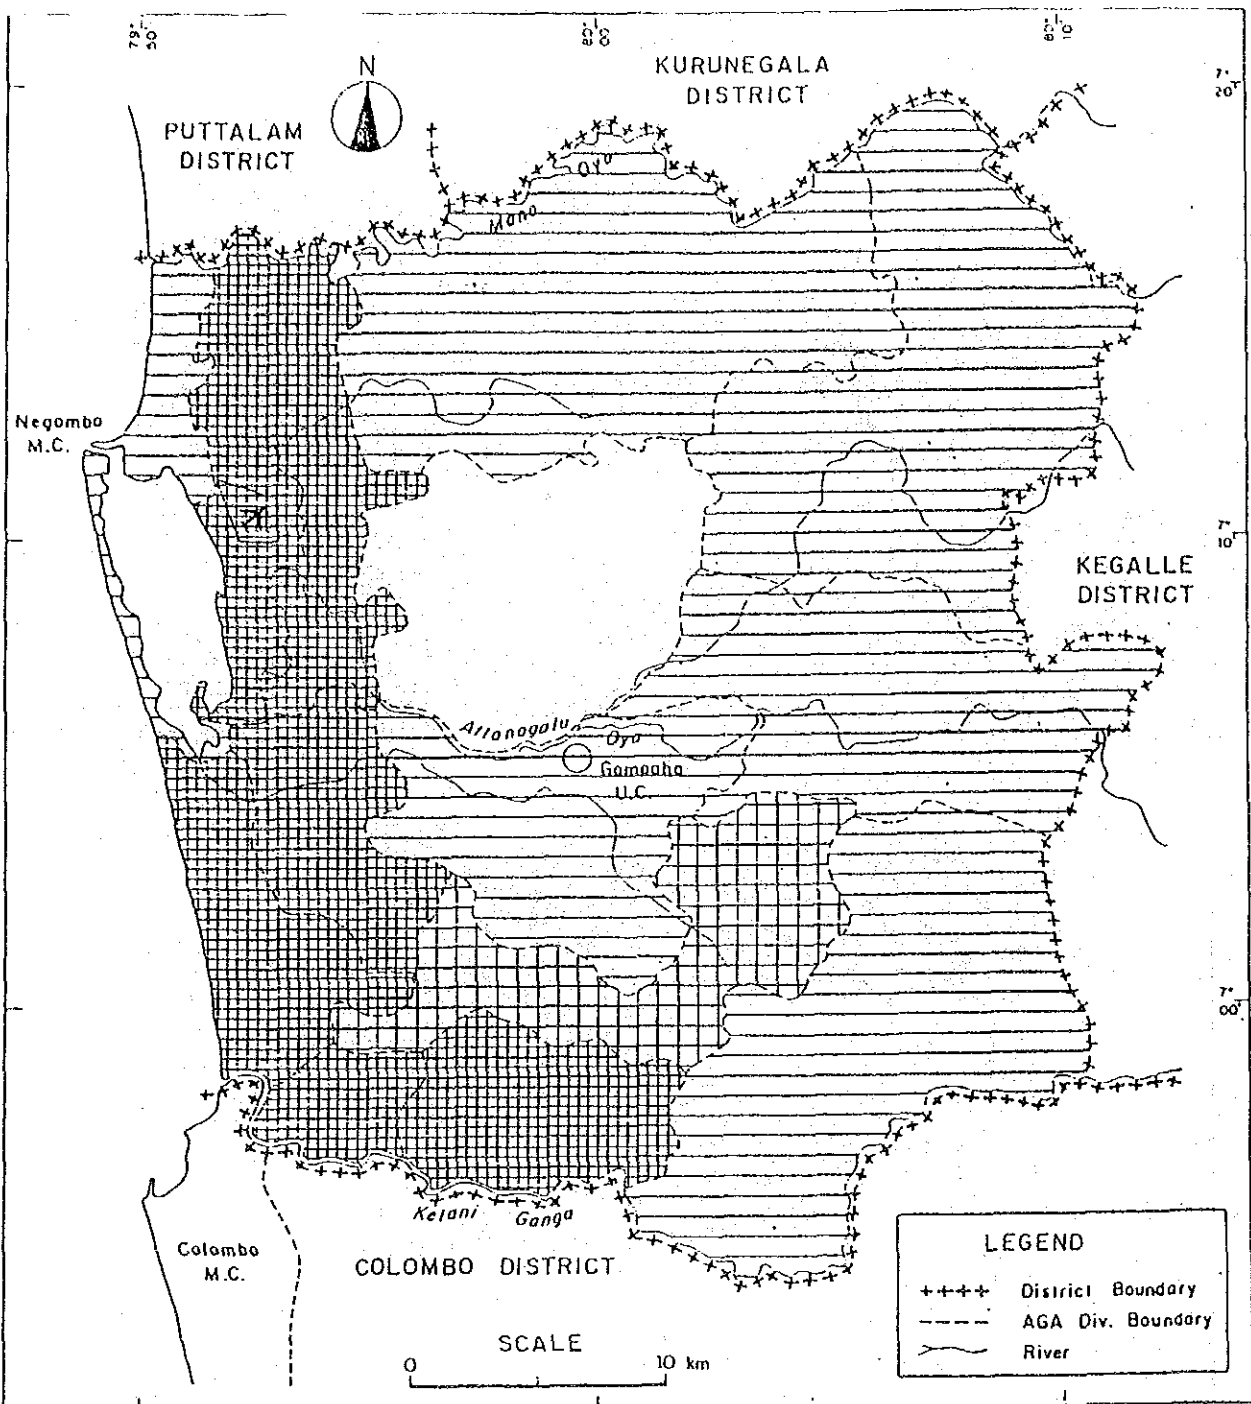 79° 50'
80° 00'
80° 10'
N
KURUNEGALA
DISTRICT
7°
20'
PUTTALAM
DISTRICT
Maha Oya
Negombo
M.C.
7°
10'
KEGALLE
DISTRICT
Attanagalu
Oya
Gampaha
U.C.
7°
00'
Kelani Ganga
Colombo
M.C.
COLOMBO DISTRICT
LEGEND
++++ District Boundary
---- AGA Div. Boundary
River
SCALE
0 10 km